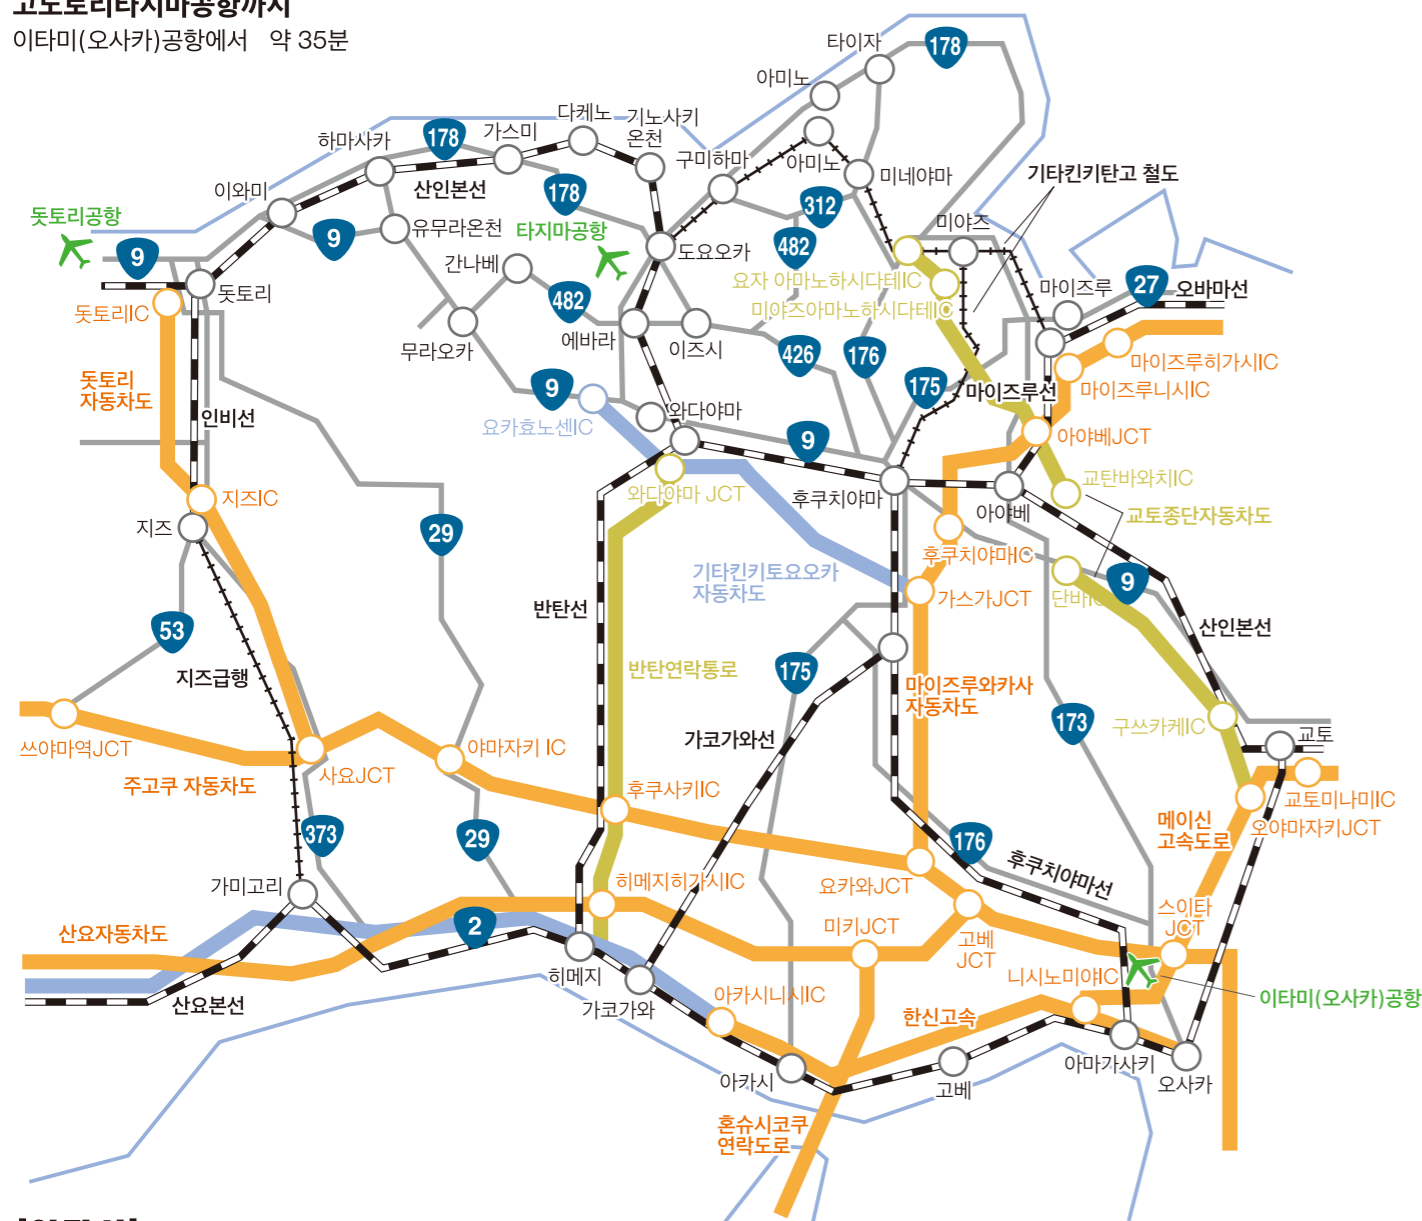 고도도리타지마공항까지
이타미(오사카)공항에서 약 35분
타이자
178
아미노
다케노
기노사키
온천
하마사카
178
가스미
구미하마
아미노
미네야마
기타킨키탄고 철도
이와미
산인본선
178
312
돗토리공항
9
9
유무라온천
타지마공항
482
미야즈
도요오카
간나베
요자 아마노하시다테IC
마이즈루
27
오바마선
돗토리
482
미야즈아마노하시다테IC
돗토리IC
무라오카
에바라
이즈시
426
176
마이즈루히가시IC
돗토리
자동차도
9
175
마이즈루선
마이즈루니시IC
인비선
요카효노센IC
와다야마
9
아야베JCT
지즈IC
와다야마 JCT
후쿠치야마
아야베
교탄바와치IC
지즈
29
교토종단자동차도
후쿠치야마IC
기타킨키토요오카
자동차도
가스가JCT
단바IC
9
반탄선
53
산인본선
지즈급행
반탄연락통로
175
마이즈루와카사
자동차도
173
구쓰카케IC
쓰야마역JCT
가코가와선
교토
사요JCT
야마자키 IC
주고쿠 자동차도
후쿠사키IC
교토미나미IC
메이신
고속도로
오야마자키JCT
373
29
176
후쿠치야마선
가미고리
히메지히가시IC
요카와JCT
산요자동차도
2
미키JCT
고베
JCT
스이타
JCT
히메지
니시노미야IC
산요본선
가코가와
아카시니시IC
한신고속
이타미(오사카)공항
아카시
고베
아마가사키
오사카
혼슈시코쿠
연락도로